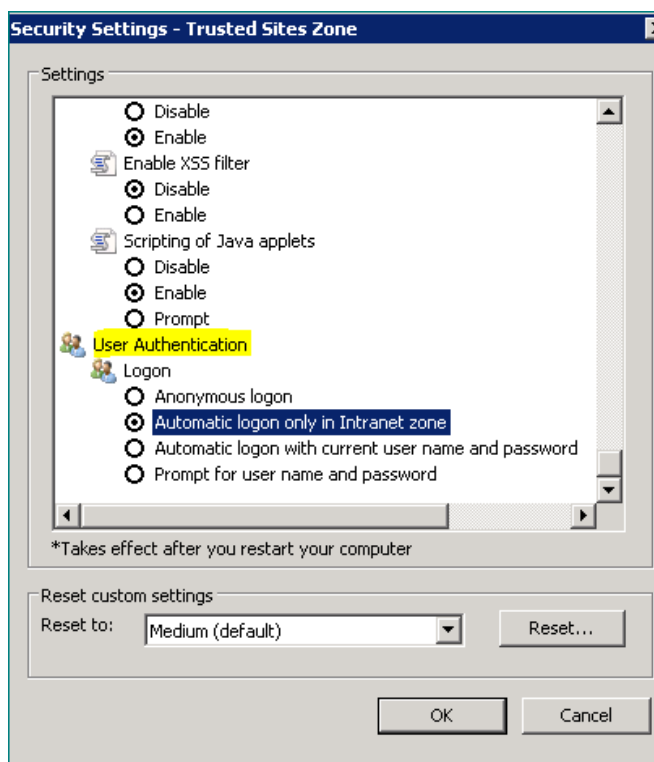 Security Settings - Trusted Sites Zone
Settings
Disable
Enable
Enable XSS filter
Disable
Enable
Scripting of Java applets
Disable
Enable
Prompt
User Authentication
Logon
Anonymous logon
Automatic logon only in Intranet zone
Automatic logon with current user name and password
Prompt for user name and password
*Takes effect after you restart your computer
Reset custom settings
Reset to: Medium (default) Reset...
OK Cancel